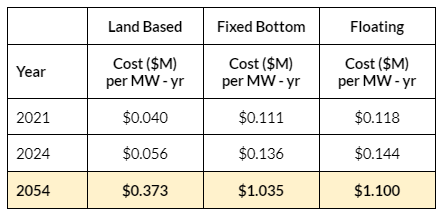 Land Based Fixed Bottom Floating
Year Cost ($M) Cost ($M) Cost ($M)
per MW - yr per MW - yr per MW - yr
2021 $0.040 $0.111 $0.118
2024 $0.056 $0.136 $0.144
2054 $0.373 $1.035 $1.100